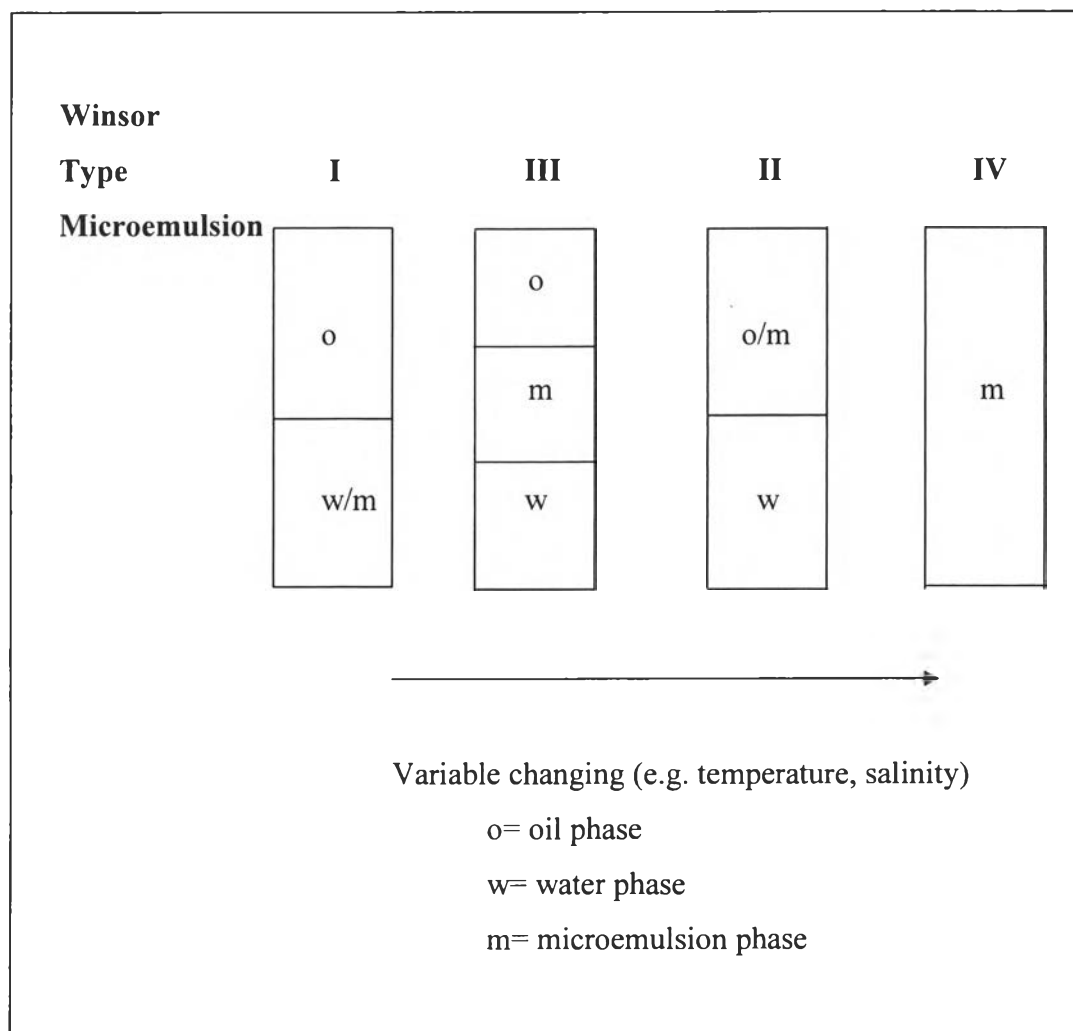 Winsor
Type I III II IV
Microemulsion
o
o
o/m
m
m
w/m
w
w
Variable changing (e.g. temperature, salinity)
o= oil phase
w= water phase
m= microemulsion phase